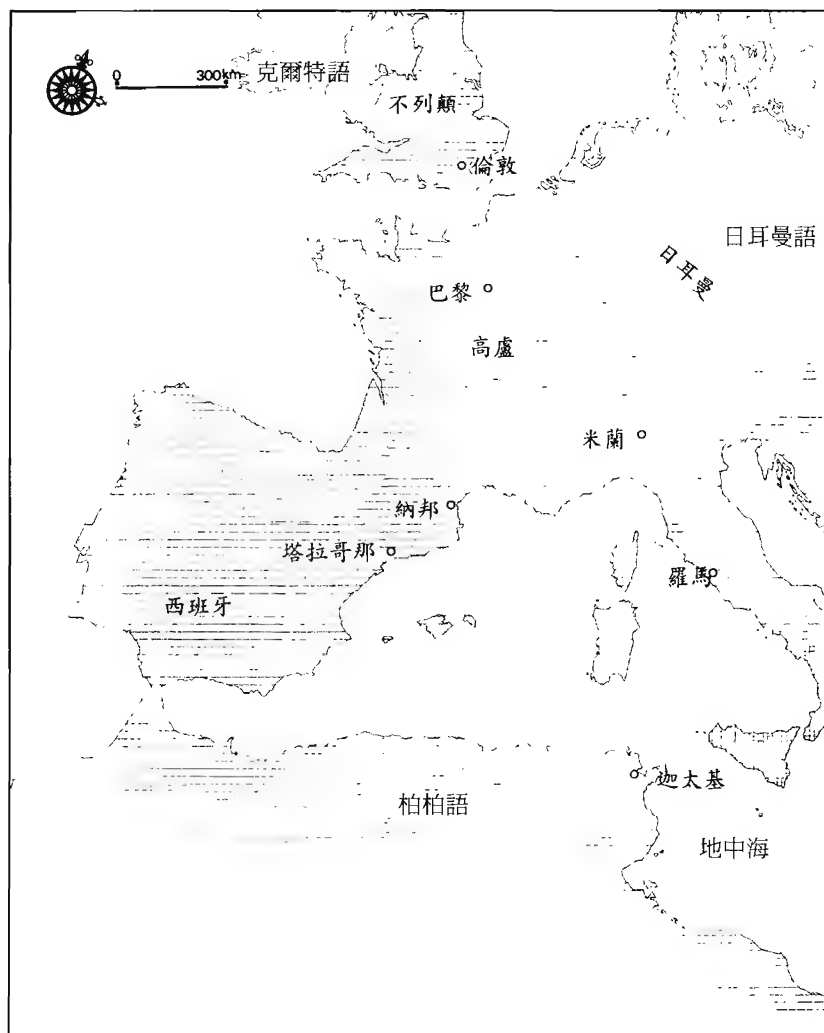 0 300km
克爾特語
不列顛
倫敦
日耳曼語
日耳曼
巴黎
高盧
米蘭
納邦
塔拉哥那
羅馬
西班牙
迦太基
柏柏語
地中海